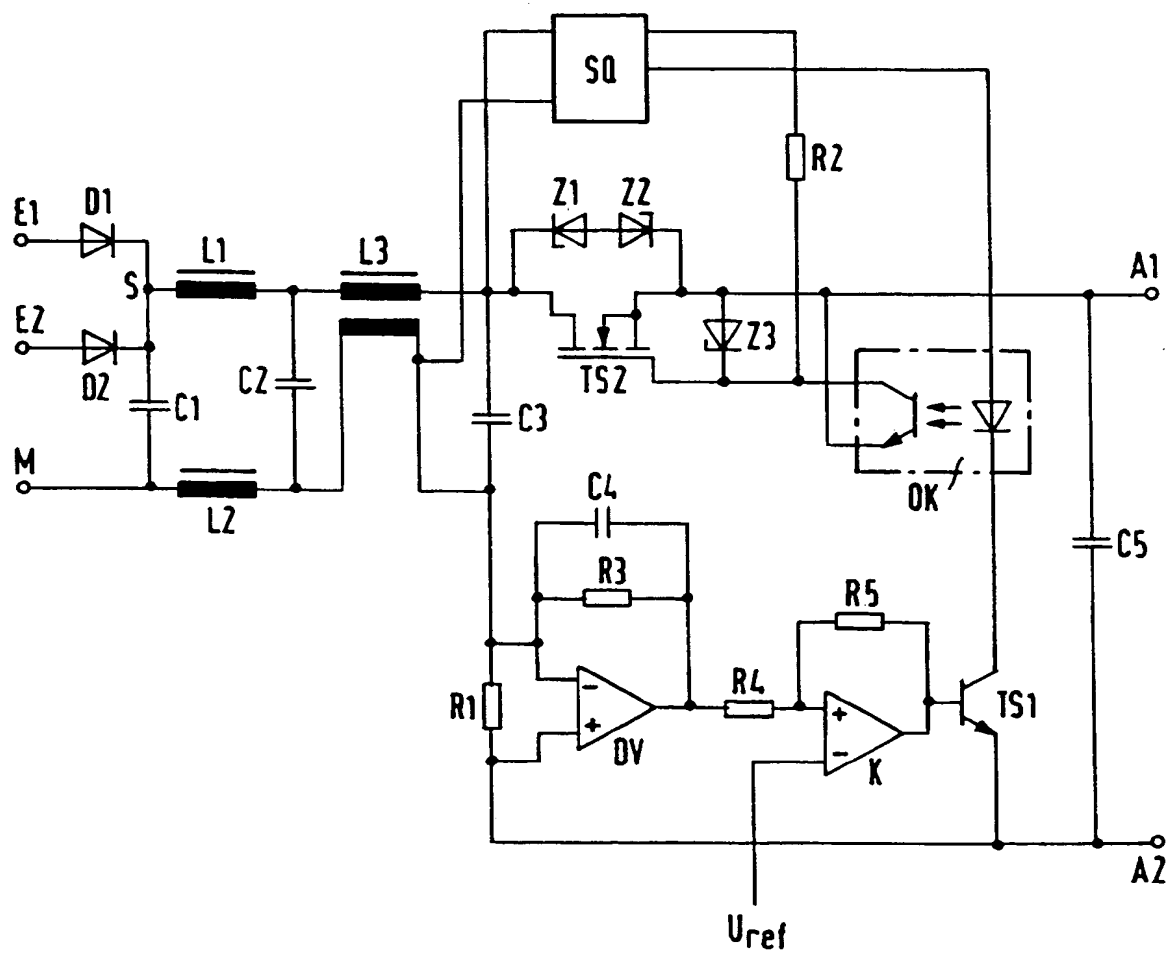 SQ
R2
Z1
Z2
D1
E1
L1
L3
A1
S
E2
Z3
D2
C2
TS2
C1
C3
M
L2
C4
OK
C5
R3
R5
R1
R4
TS1
-
+
DV
+
-
K
A2
Uref